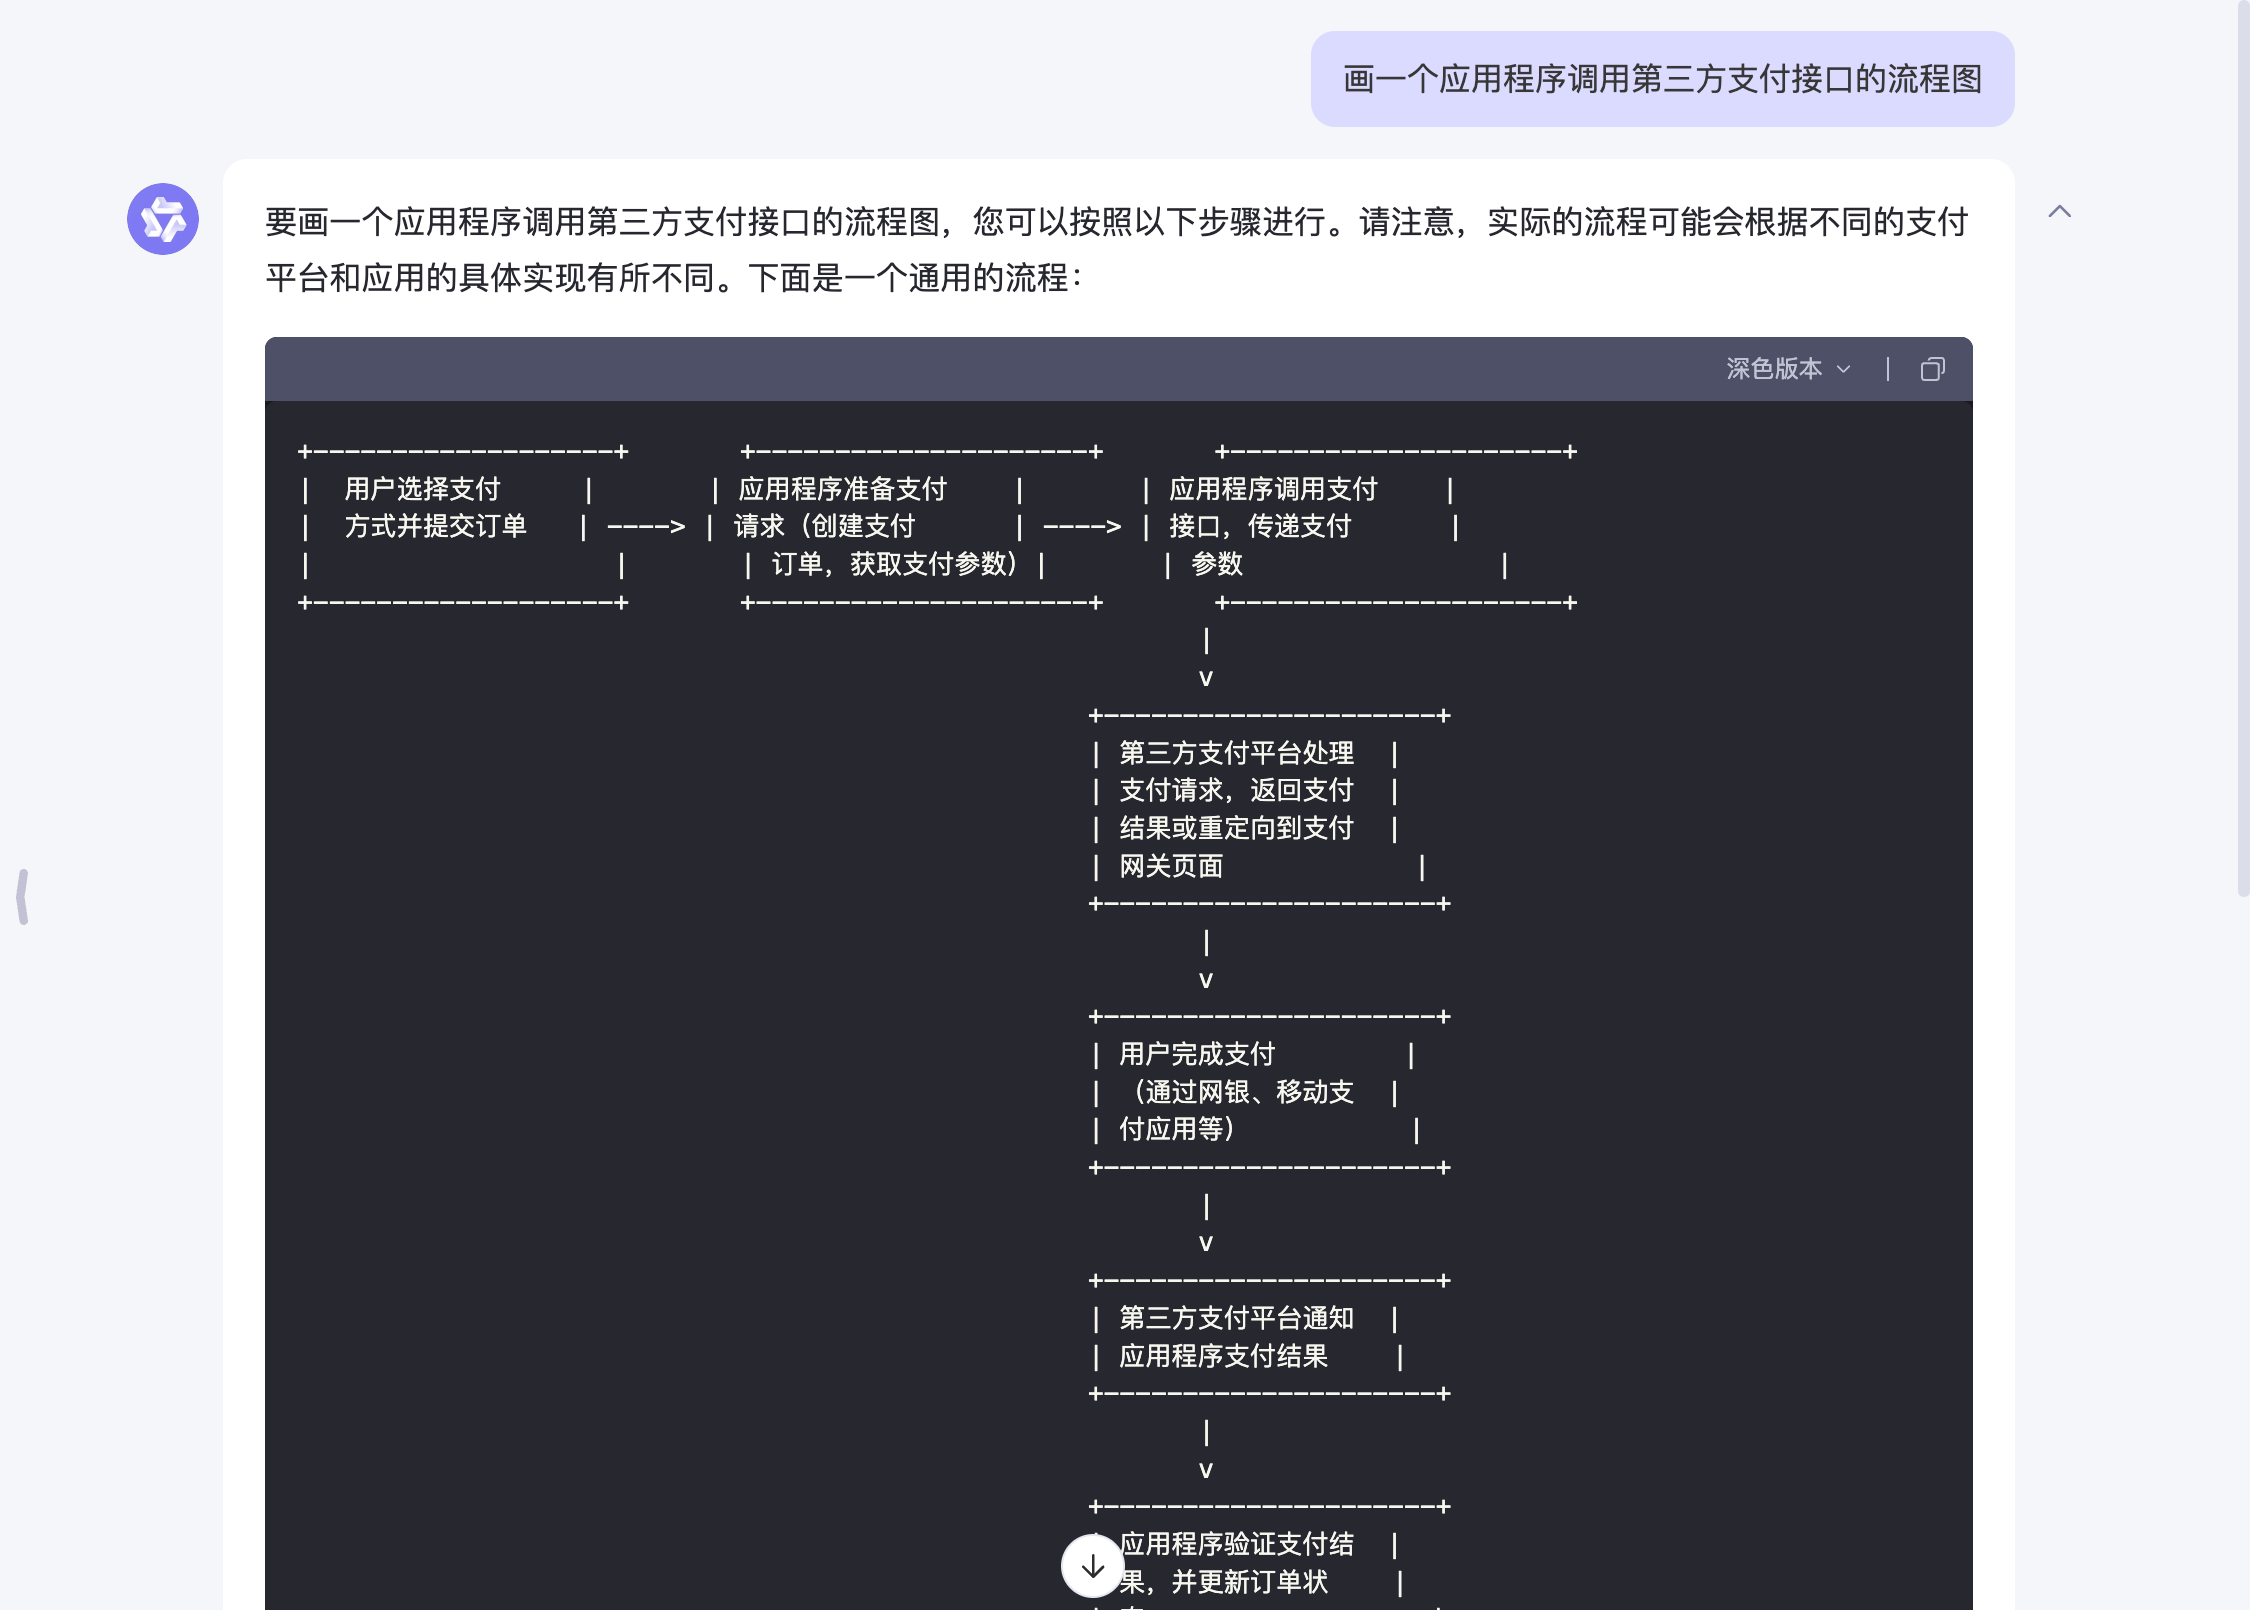 画一个应用程序调用第三方支付接口的流程图
要画一个应用程序调用第三方支付接口的流程图，您可以按照以下步骤进行。请注意，实际的流程可能会根据不同的支付
平台和应用的具体实现有所不同。下面是一个通用的流程：
深色版本
+-------------------+       +---------------------+       +---------------------+
|  用户选择支付     |       | 应用程序准备支付    |       | 应用程序调用支付    |
|  方式并提交订单   | ----> | 请求（创建支付      | ----> | 接口，传递支付      |
|                   |       | 订单，获取支付参数）|       | 参数                |
+-------------------+       +---------------------+       +---------------------+
|
v
+---------------------+
| 第三方支付平台处理  |
| 支付请求，返回支付  |
| 结果或重定向到支付  |
| 网关页面            |
+---------------------+
|
v
+---------------------+
| 用户完成支付        |
| （通过网银、移动支  |
| 付应用等）          |
+---------------------+
|
v
+---------------------+
| 第三方支付平台通知  |
| 应用程序支付结果    |
+---------------------+
|
v
+---------------------+
应用程序验证支付结  |
果，并更新订单状    |